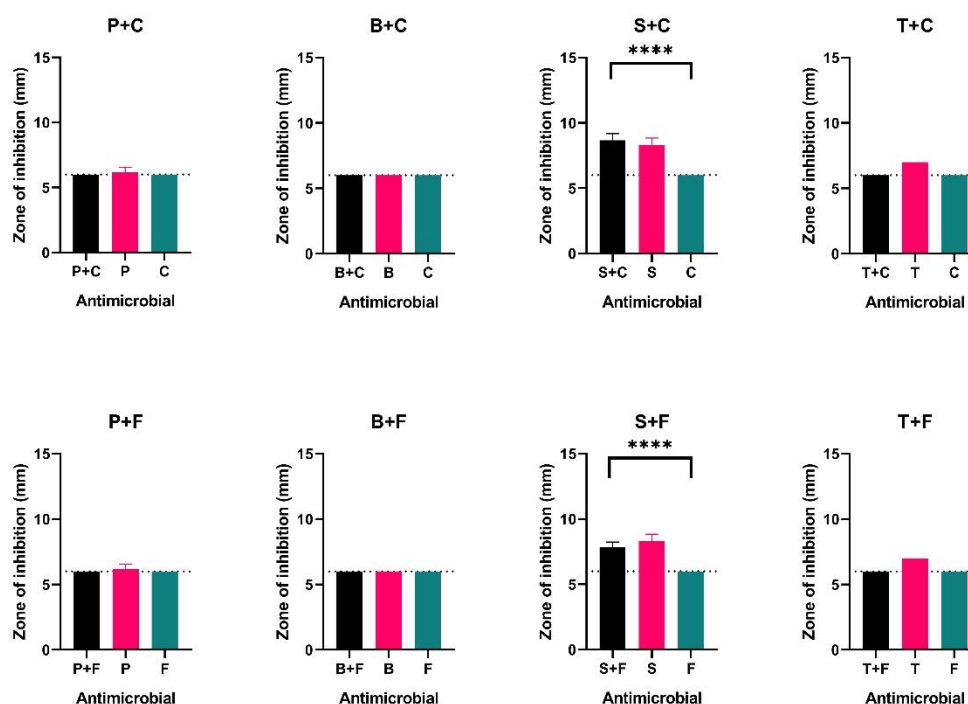 P+C
Zone of inhibition (mm)
15
10
5
0
P+C P C
Antimicrobial
B+C
Zone of inhibition (mm)
15
10
5
0
B+C B C
Antimicrobial
S+C
****
Zone of inhibition (mm)
15
10
5
0
S+C S C
Antimicrobial
T+C
Zone of inhibition (mm)
15
10
5
0
T+C T C
Antimicrobial
P+F
Zone of inhibition (mm)
15
10
5
0
P+F P F
Antimicrobial
B+F
Zone of inhibition (mm)
15
10
5
0
B+F B F
Antimicrobial
S+F
****
Zone of inhibition (mm)
15
10
5
0
S+F S F
Antimicrobial
T+F
Zone of inhibition (mm)
15
10
5
0
T+F T F
Antimicrobial